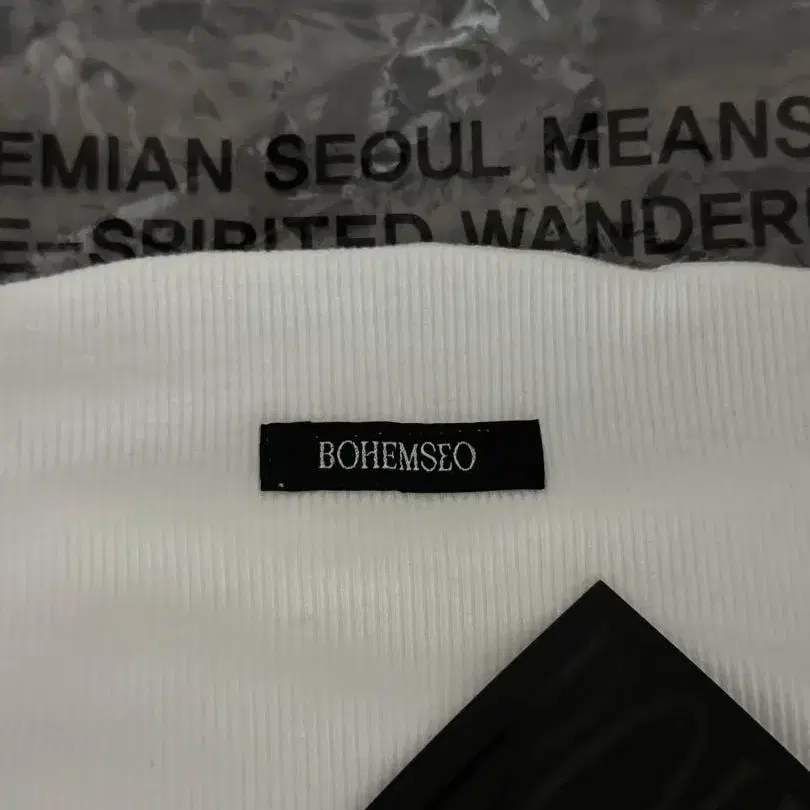 EMIAN SEOUL MEANS
E-SPIRITED WANDER
BOHEMSEO